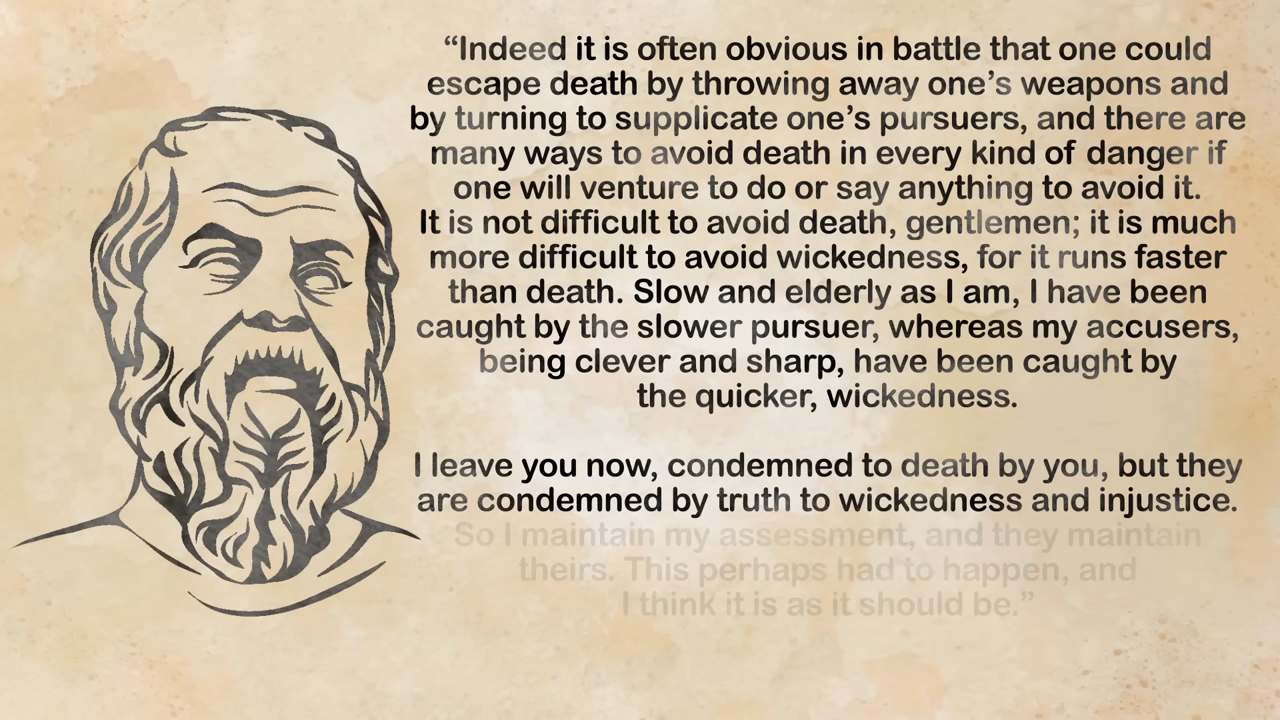 “Indeed it is often obvious in battle that one could
escape death by throwing away one’s weapons and
by turning to supplicate one’s pursuers, and there are
many ways to avoid death in every kind of danger if
one will venture to do or say anything to avoid it.
It is not difficult to avoid death, gentlemen; it is much
more difficult to avoid wickedness, for it runs faster
than death. Slow and elderly as I am, I have been
caught by the slower pursuer, whereas my accusers,
being clever and sharp, have been caught by
the quicker, wickedness.
I leave you now, condemned to death by you, but they
are condemned by truth to wickedness and injustice.
So I maintain my assessment, and they maintain
theirs. This perhaps had to happen, and
I think it is as it should be.”